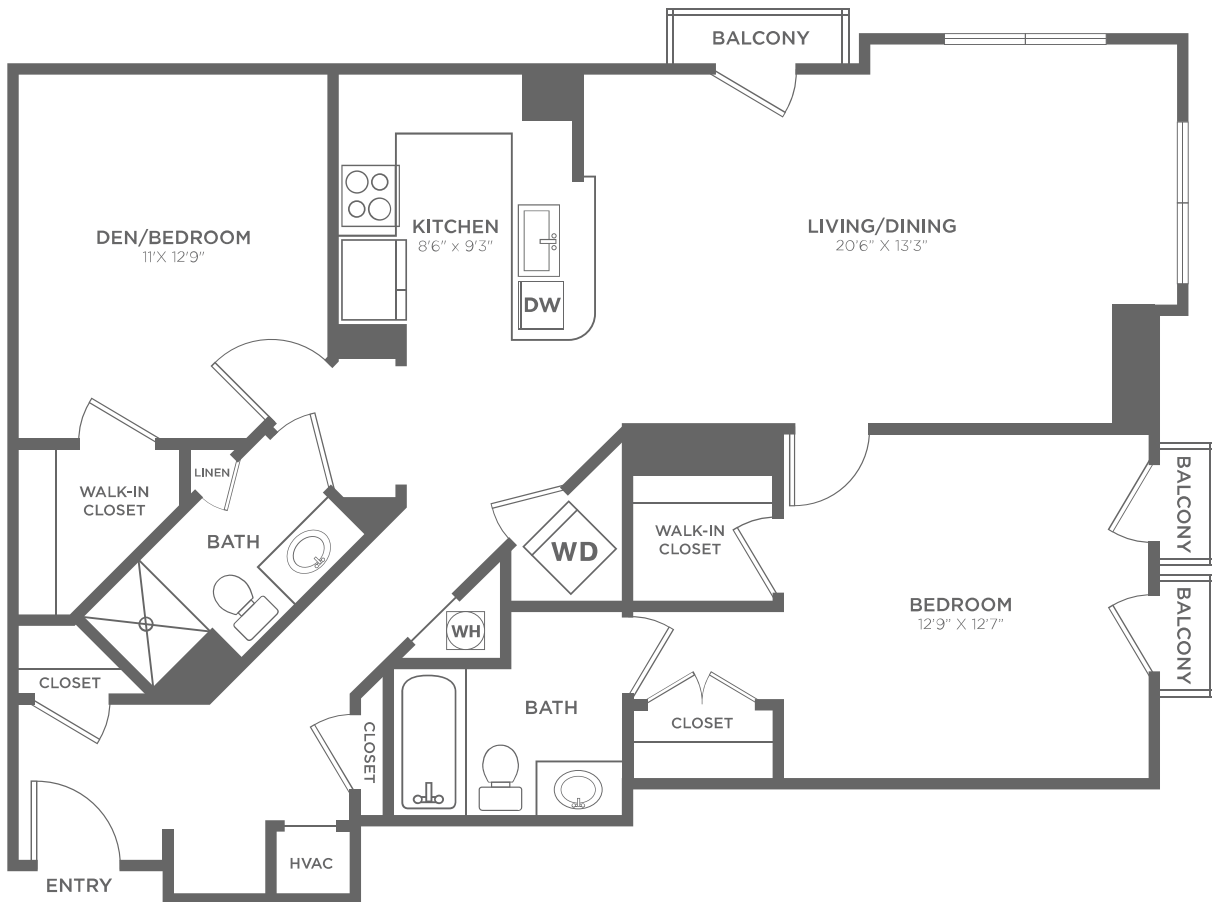 BALCONY
DEN/BEDROOM
11'X 12'9"
KITCHEN
8'6" x 9'3"
LIVING/DINING
20'6" X 13'3"
DW
LINEN
WALK-IN
CLOSET
BATH
WD
WALK-IN
CLOSET
BALCONY
BEDROOM
12'9" X 12'7"
BALCONY
WH
CLOSET
BATH
CLOSET
CLOSET
HVAC
ENTRY